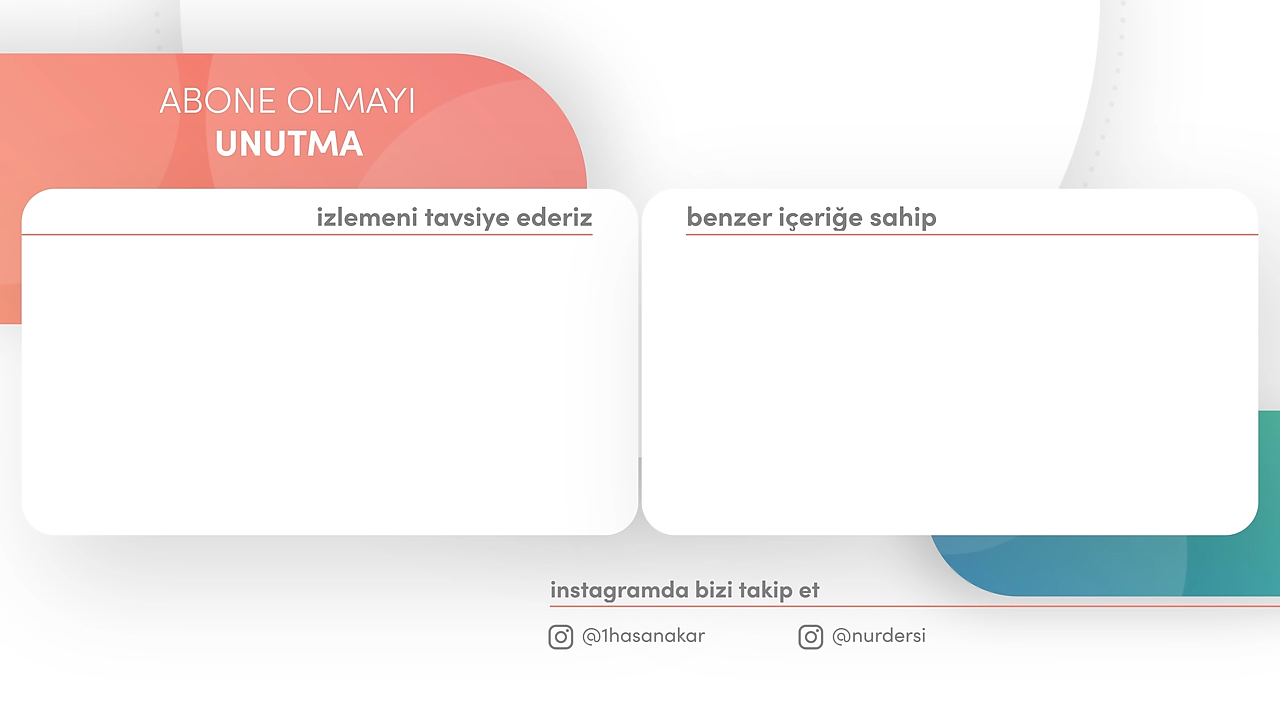 ABONE OLMAYI
UNUTMA
izlemeni tavsiye ederiz
benzer içeriğe sahip
instagramda bizi takip et
@1hasanakar
@nurdersi